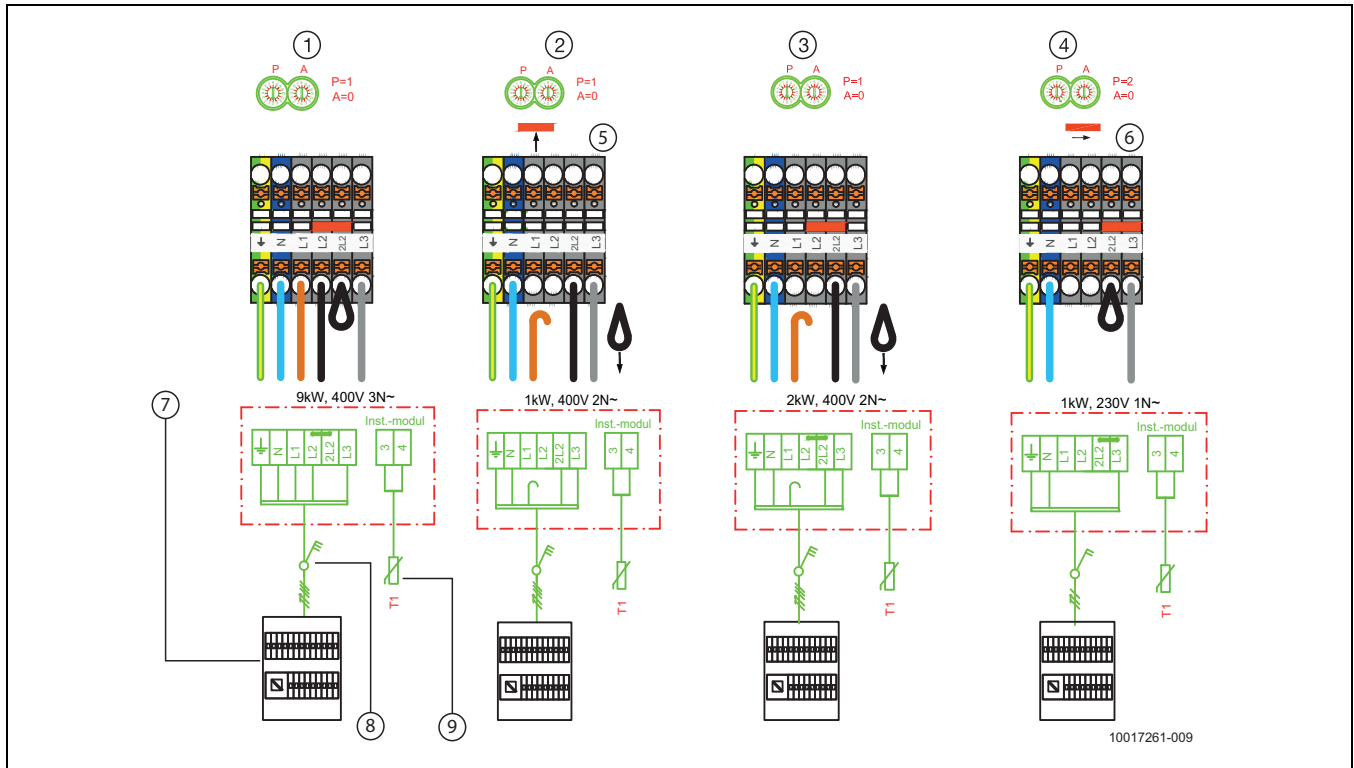 1 2 3 4
P A P A P A P A
P=1 P=1 P=1 P=2
A=0 A=0 A=0 A=0
5 6
N L1 L2 2L2 L3 N L1 L2 2L2 L3 N L1 L2 2L2 L3 N L1 L2 2L2 L3
7
9kW, 400V 3N~ 1kW, 400V 2N~ 2kW, 400V 2N~ 1kW, 230V 1N~
Inst.-modul Inst.-modul Inst.-modul Inst.-modul
N L1 L2 2L2 L3 3 4 N L1 L2 2L2 L3 3 4 N L1 L2 2L2 L3 3 4 N L1 L2 2L2 L3 3 4
T1 T1 T1 T1
8 9
10017261-009